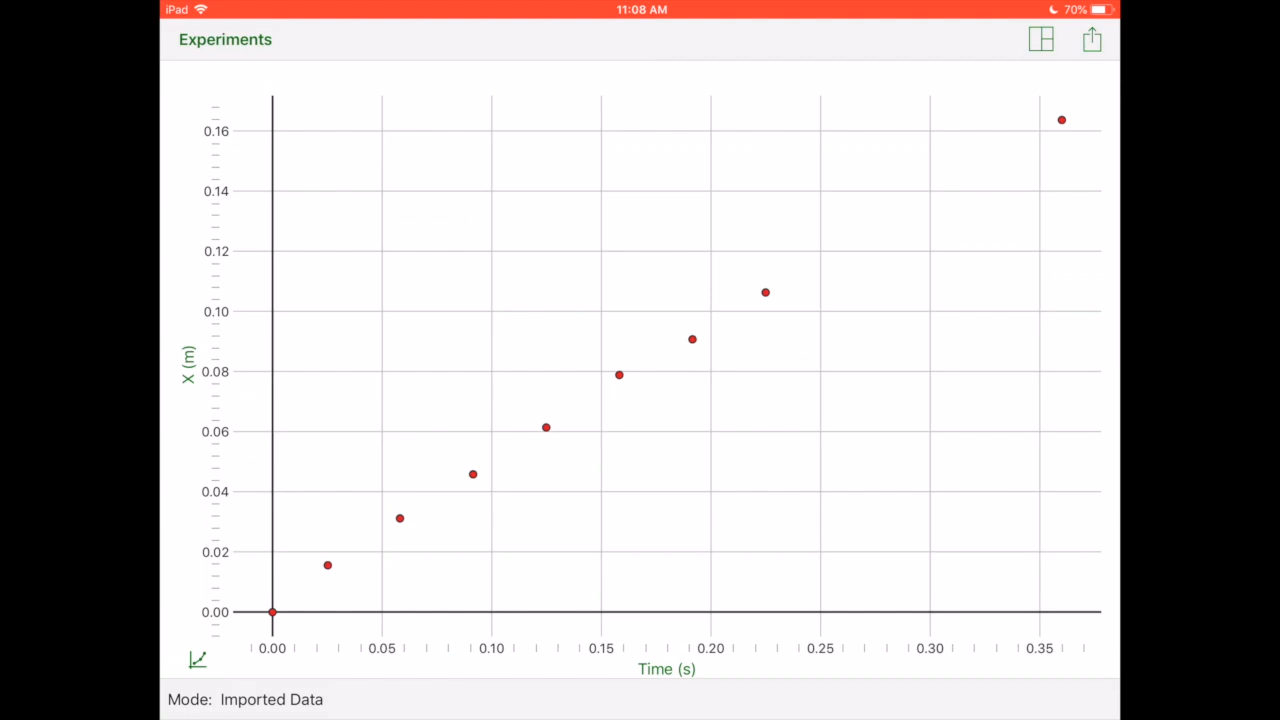 iPad 11:08 AM 70%
Experiments
0.16
0.14
0.12
0.10
X (m)
0.08
0.06
0.04
0.02
0.00
0.00 0.05 0.10 0.15 0.20 0.25 0.30 0.35
Time (s)
Mode: Imported Data